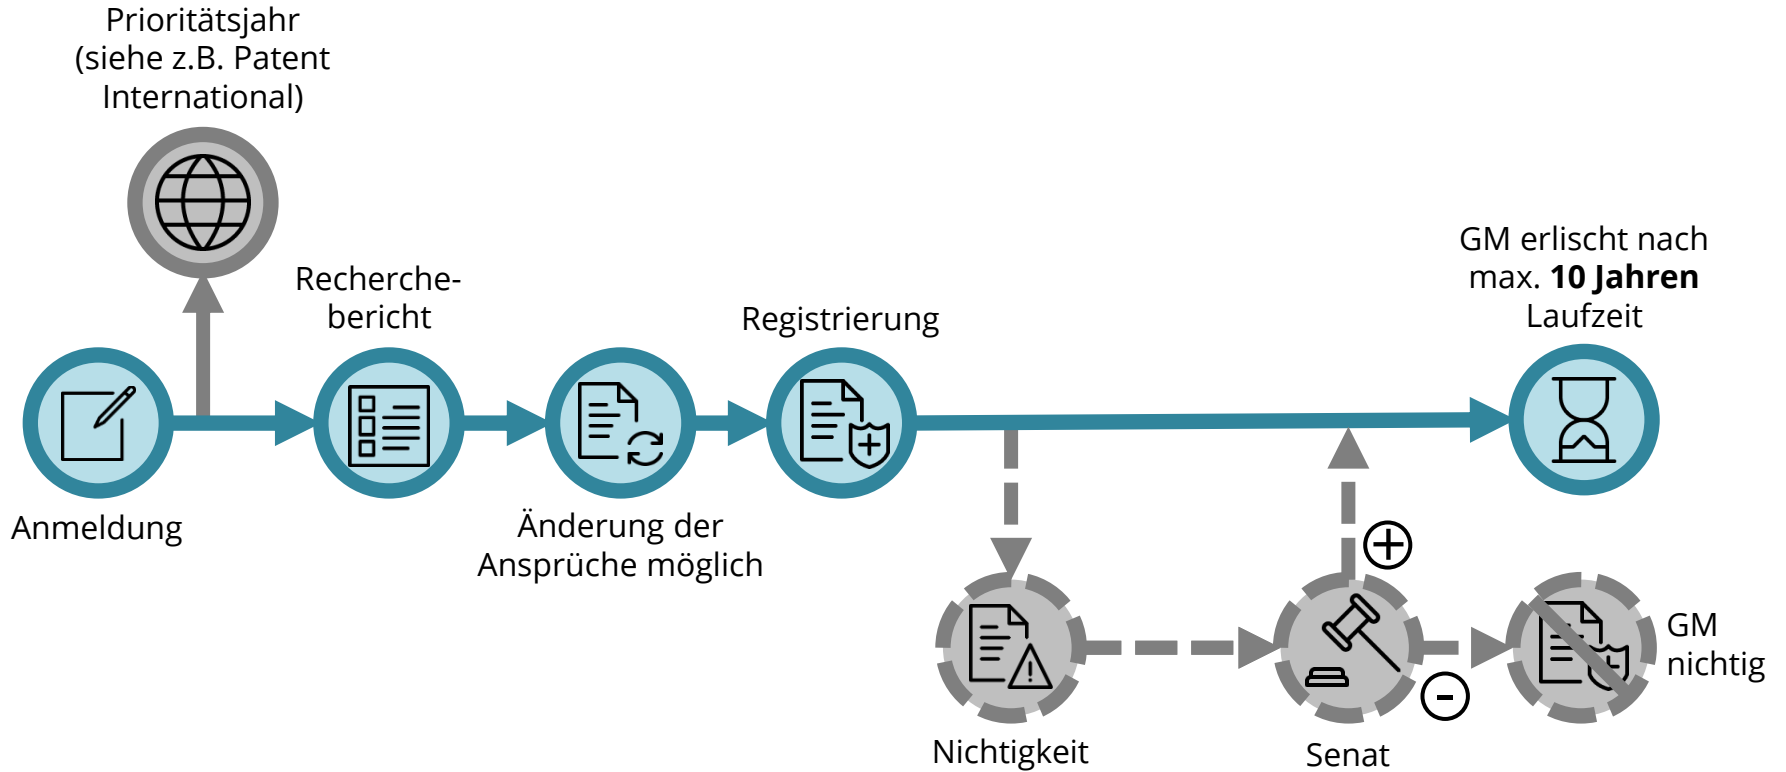 Prioritätsjahr
(siehe z.B. Patent
International)
Recherche-
bericht
Registrierung
GM erlischt nach
max. 10 Jahren
Laufzeit
Anmeldung
Änderung der
Ansprüche möglich
+
-
GM
nichtig
Nichtigkeit
Senat